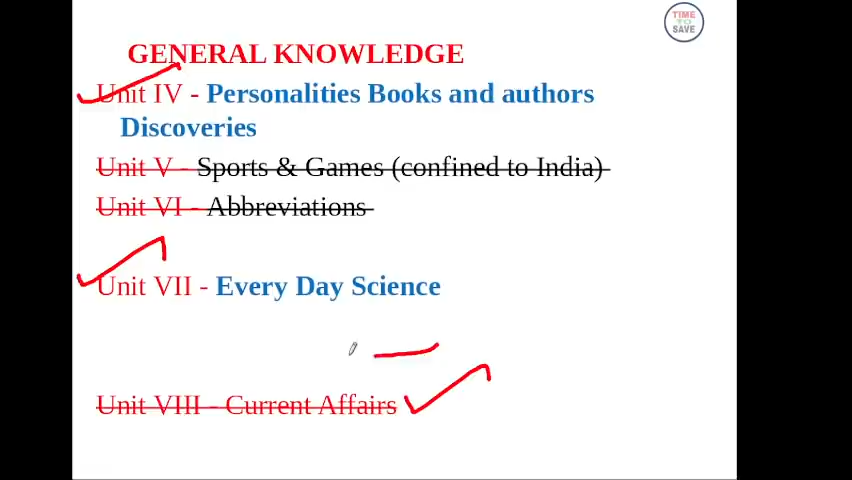 TIME
TO
SAVE
GENERAL KNOWLEDGE
Unit IV - Personalities Books and authors
Discoveries
Unit V - Sports & Games (confined to India)
Unit VI - Abbreviations
Unit VII - Every Day Science
Unit VIII - Current Affairs